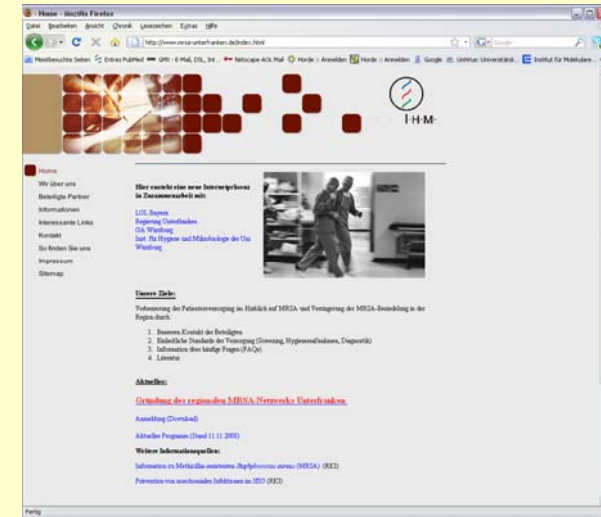 - Home - Mozilla Firefox
Datei Bearbeiten Ansicht Chronik Lesezeichen Extras Hilfe
http://www.mrsa-unterfranken.de/index.html
Google
Meistbesuchte Seiten Entrez PubMed GMX - E-Mail, DSL, Int... Netscape-AOL Mail Horde :: Anmelden Horde :: Anmelden Google Institut für Molekulare...
I·H·M·
Home
Wir über uns
Beteiligte Partner
Informationen
Interessante Links
Kontakt
So finden Sie uns
Impressum
Sitemap
Hier entsteht eine neue Internetpräsenz
in Zusammenarbeit mit:
LGL Bayern
Regierung Unterfranken
GA Würzburg
Inst. für Hygiene und Mikrobiologie der Uni
Würzburg
Unsere Ziele:
Verbesserung der Patientenversorgung im Hinblick auf MRSA und Verringerung der MRSA-Besiedelung in der
Region durch:
1. Besseren Kontakt der Beteiligten
2. Einheitliche Standards der Versorgung (Screening, Hygienemaßnahmen, Diagnostik)
3. Information über häufige Fragen (FAQs)
4. Literatur
Aktuelles:
Gründung des regionalen MRSA-Netzwerks Unterfranken
Anmeldung (Download)
Aktuelles Programm (Stand 11.11.2008)
Weitere Informationsquellen:
Information zu Methicillin-resistenten Staphylococcus aureus (MRSA) (RKI)
Prävention von nosokomialen Infektionen im HNO (RKI)
Fertig